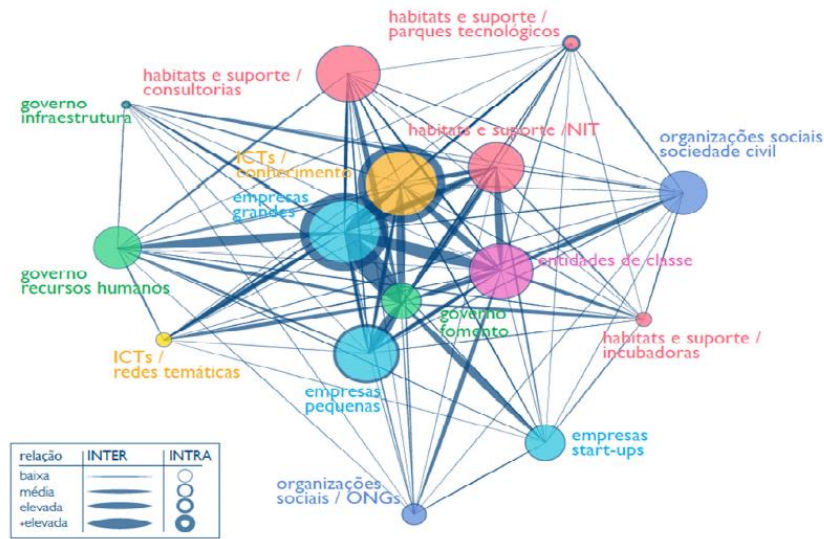 habitats e suporte /
parques tecnológicos
habitats e suporte /
consultorias
governo
infraestrutura
habitats e suporte /NIT
organizações sociais
sociedade civil
ICTs /
conhecimento
empresas
grandes
entidades de classe
governo
recursos humanos
governo
fomento
habitats e suporte /
incubadoras
ICTs /
redes temáticas
empresas
pequenas
empresas
start-ups
organizações
sociais / ONGs
relação INTER INTRA
baixa
média
elevada
+elevada